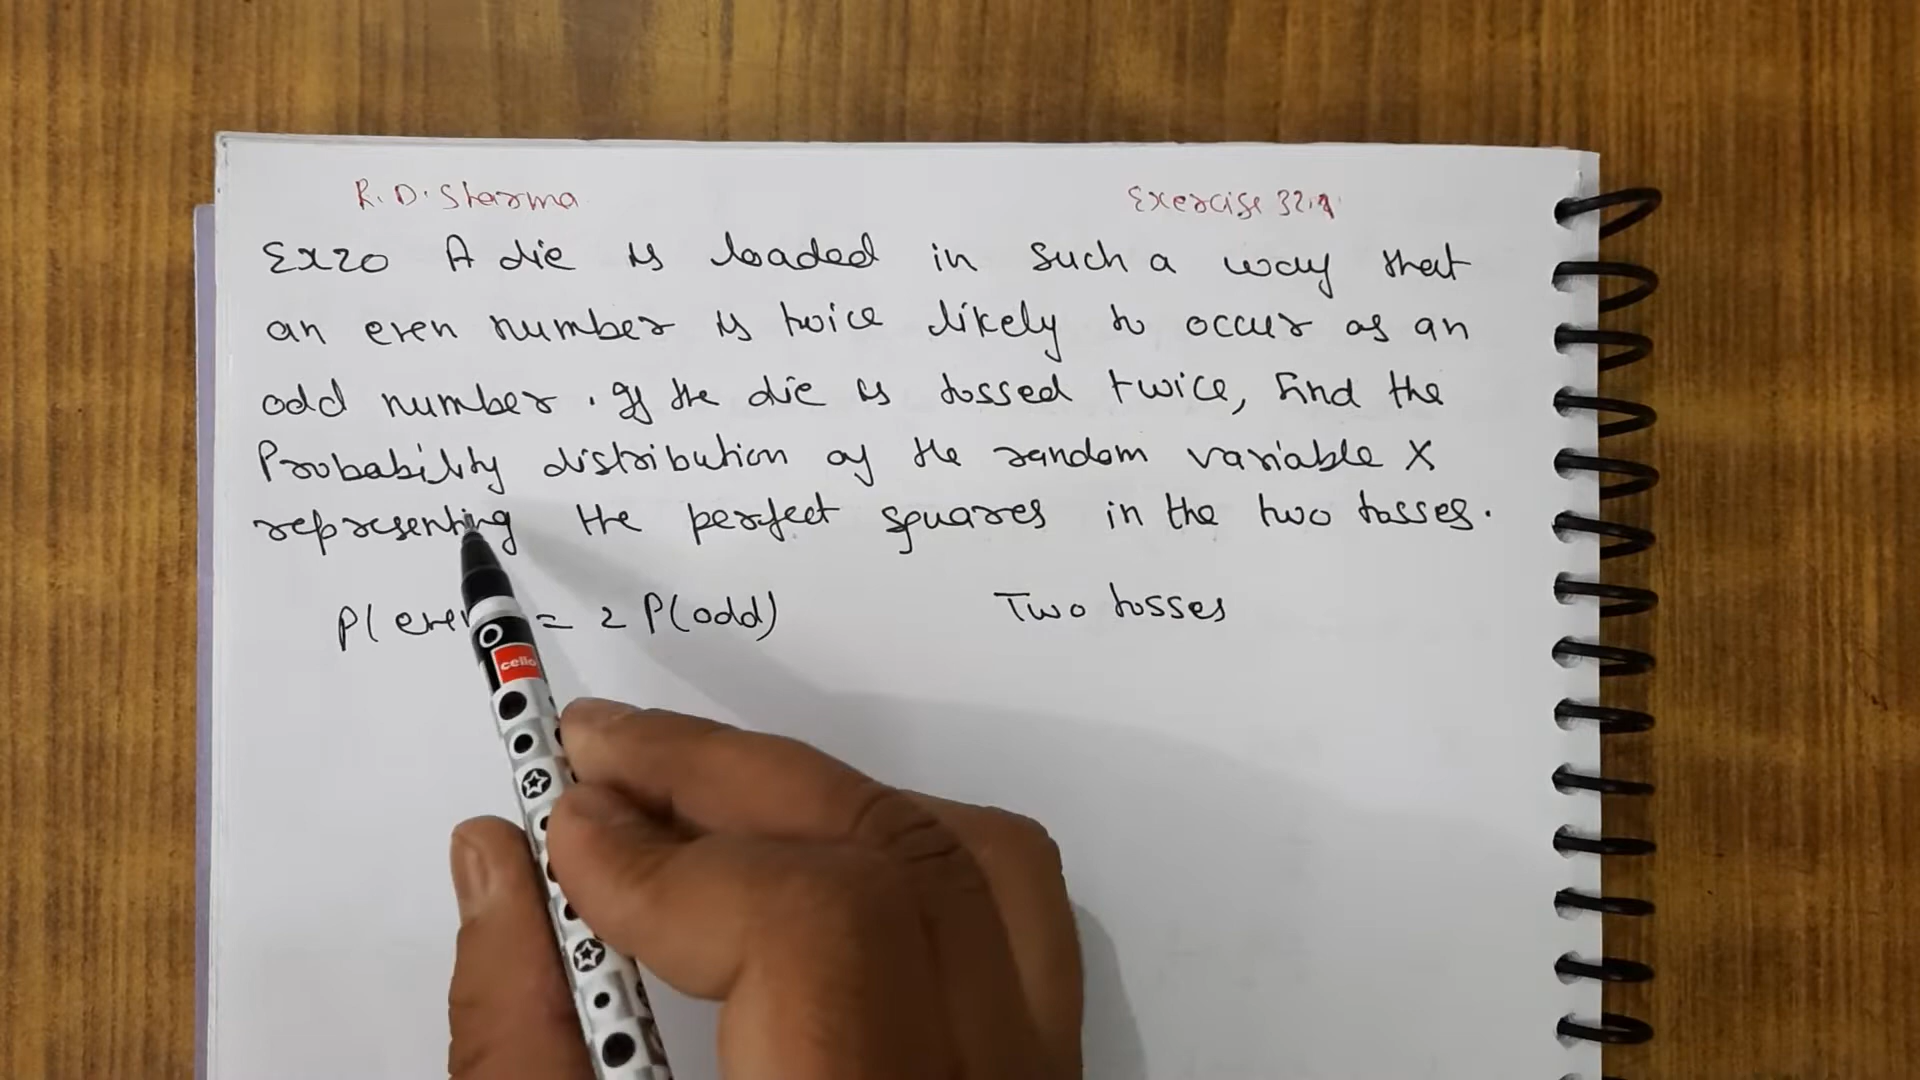 R.D. Sharma
Exercise 32.1
Ex20 A die is loaded in such a way that
an even number is twice likely to occur as an
odd number. If the die is tossed twice, find the
Probability distribution of the random variable X
representing the perfect squares in the two tosses.
P(even = 2 P(odd)
Two tosses
cello